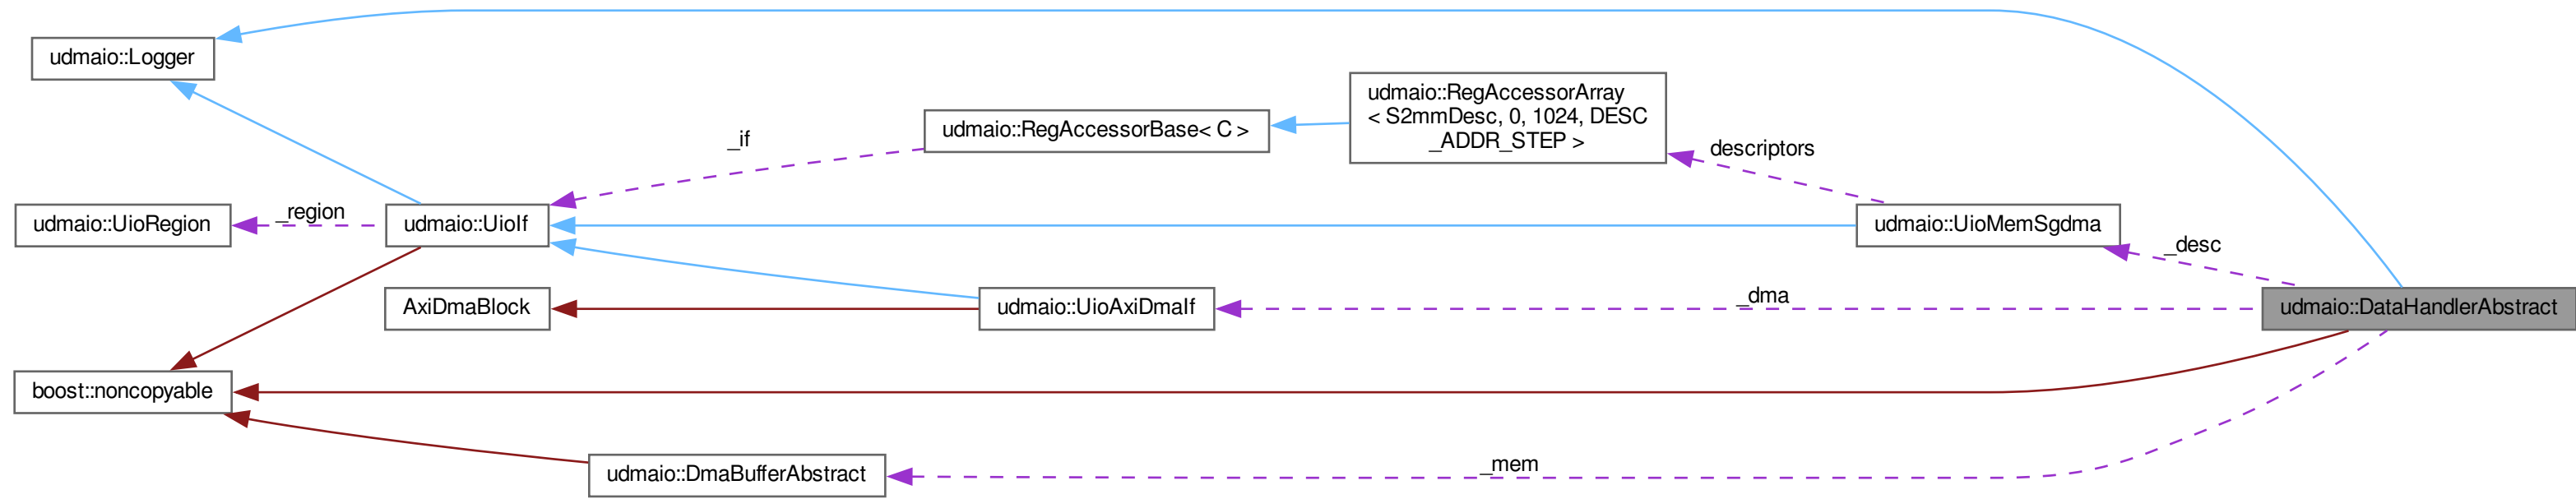 udmaio::Logger
udmaio::RegAccessorArray
< S2mmDesc, 0, 1024, DESC
_ADDR_STEP >
udmaio::RegAccessorBase< C >
_if
descriptors
udmaio::UioRegion
_region
udmaio::UioIf
udmaio::UioMemSgdma
_desc
AxiDmaBlock
udmaio::UioAxiDmaIf
_dma
udmaio::DataHandlerAbstract
boost::noncopyable
udmaio::DmaBufferAbstract
_mem